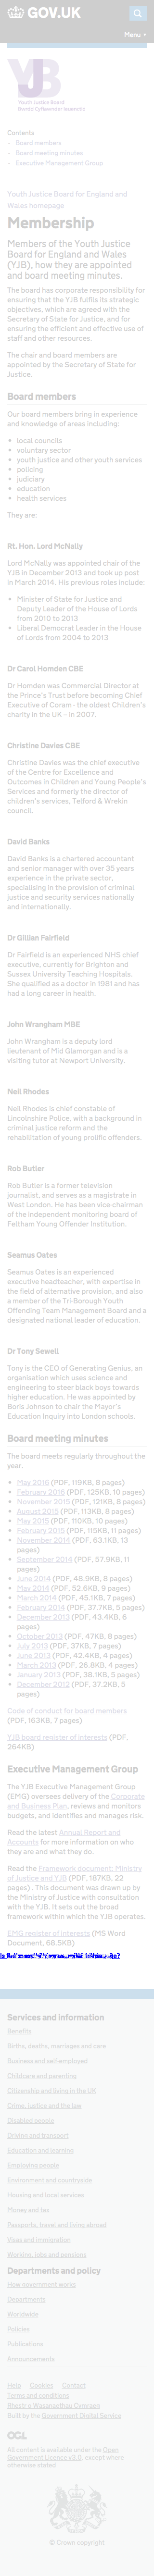 GOV.UK
Menu
YJB
Youth Justice Board
Bwrdd Cyfiawnder Ieuenctid
Contents
Board members
Board meeting minutes
Executive Management Group
Youth Justice Board for England and
Wales homepage
Membership
Members of the Youth Justice
Board for England and Wales
(YJB), how they are appointed
and board meeting minutes.
The board has corporate responsibility for
ensuring that the YJB fulfils its strategic
objectives, which are agreed with the
Secretary of State for Justice, and for
ensuring the efficient and effective use of
staff and other resources.
The chair and board members are
appointed by the Secretary of State for
Justice.
Board members
Our board members bring in experience
and knowledge of areas including:
local councils
voluntary sector
youth justice and other youth services
policing
judiciary
education
health services
They are:
Rt. Hon. Lord McNally
Lord McNally was appointed chair of the
YJB in December 2013 and took up post
in March 2014. His previous roles include:
Minister of State for Justice and
Deputy Leader of the House of Lords
from 2010 to 2013
Liberal Democrat Leader in the House
of Lords from 2004 to 2013
Dr Carol Homden CBE
Dr Homden was Commercial Director at
the Prince's Trust before becoming Chief
Executive of Coram - the oldest Children's
charity in the UK – in 2007.
Christine Davies CBE
Christine Davies was the chief executive
of the Centre for Excellence and
Outcomes in Children and Young People's
Services and formerly the director of
children's services, Telford & Wrekin
council.
David Banks
David Banks is a chartered accountant
and senior manager with over 35 years
experience in the private sector,
specialising in the provision of criminal
justice and security services nationally
and internationally.
Dr Gillian Fairfield
Dr Fairfield is an experienced NHS chief
executive, currently for Brighton and
Sussex University Teaching Hospitals.
She qualified as a doctor in 1981 and has
had a long career in health.
John Wrangham MBE
John Wrangham is a deputy lord
lieutenant of Mid Glamorgan and is a
visiting tutor at Newport University.
Neil Rhodes
Neil Rhodes is chief constable of
Lincolnshire Police, with a background in
criminal justice reform and the
rehabilitation of young prolific offenders.
Rob Butler
Rob Butler is a former television
journalist, and serves as a magistrate in
West London. He has been vice-chairman
of the independent monitoring board of
Feltham Young Offender Institution.
Seamus Oates
Seamus Oates is an experienced
executive headteacher, with expertise in
the field of alternative provision, and also
a member of the Tri-Borough Youth
Offending Team Management Board and a
designated national leader of education.
Dr Tony Sewell
Tony is the CEO of Generating Genius, an
organisation which uses science and
engineering to steer black boys towards
higher education. He was appointed by
Boris Johnson to chair the Mayor's
Education Inquiry into London schools.
Board meeting minutes
The board meets regularly throughout the
year.
May 2016 (PDF, 119KB, 8 pages)
February 2016 (PDF, 125KB, 10 pages)
November 2015 (PDF, 121KB, 8 pages)
August 2015 (PDF, 113KB, 8 pages)
May 2015 (PDF, 110KB, 10 pages)
February 2015 (PDF, 115KB, 11 pages)
November 2014 (PDF, 63.1KB, 13
pages)
September 2014 (PDF, 57.9KB, 11
pages)
June 2014 (PDF, 48.9KB, 8 pages)
May 2014 (PDF, 52.6KB, 9 pages)
March 2014 (PDF, 45.1KB, 7 pages)
February 2014 (PDF, 37.7KB, 5 pages)
December 2013 (PDF, 43.4KB, 6
pages)
October 2013 (PDF, 47KB, 8 pages)
July 2013 (PDF, 37KB, 7 pages)
June 2013 (PDF, 42.4KB, 4 pages)
March 2013 (PDF, 26.8KB, 4 pages)
January 2013 (PDF, 38.1KB, 5 pages)
December 2012 (PDF, 37.2KB, 5
pages)
Code of conduct for board members
(PDF, 163KB, 7 pages)
YJB board register of interests (PDF,
264KB)
Executive Management Group
The YJB Executive Management Group
(EMG) oversees delivery of the Corporate
and Business Plan, reviews and monitors
budgets, and identifies and manages risk.
Read the latest Annual Report and
Accounts for more information on who
who we are and what we do.
Read the Framework document: Ministry
of Justice and YJB (PDF, 187KB, 22
pages). This document was drawn up by
the Ministry of Justice in consultation
with the YJB. It sets out the broad
framework within which the YJB operates.
EMG register of interests (MS Word
Document, 68.5KB)
Services and information
Benefits
Births, deaths, marriages and care
Business and self-employed
Childcare and parenting
Citizenship and living in the UK
Crime, justice and the law
Disabled people
Driving and transport
Education and learning
Employing people
Environment and countryside
Housing and local services
Money and tax
Passports, travel and living abroad
Visas and immigration
Working, jobs and pensions
Departments and policy
How government works
Departments
Worldwide
Policies
Publications
Announcements
Help Cookies Contact
Terms and conditions
Rhestr o Wasanaethau Cymraeg
Built by the Government Digital Service
OGL
All content is available under the Open
Government Licence v3.0, except where
otherwise stated
© Crown copyright